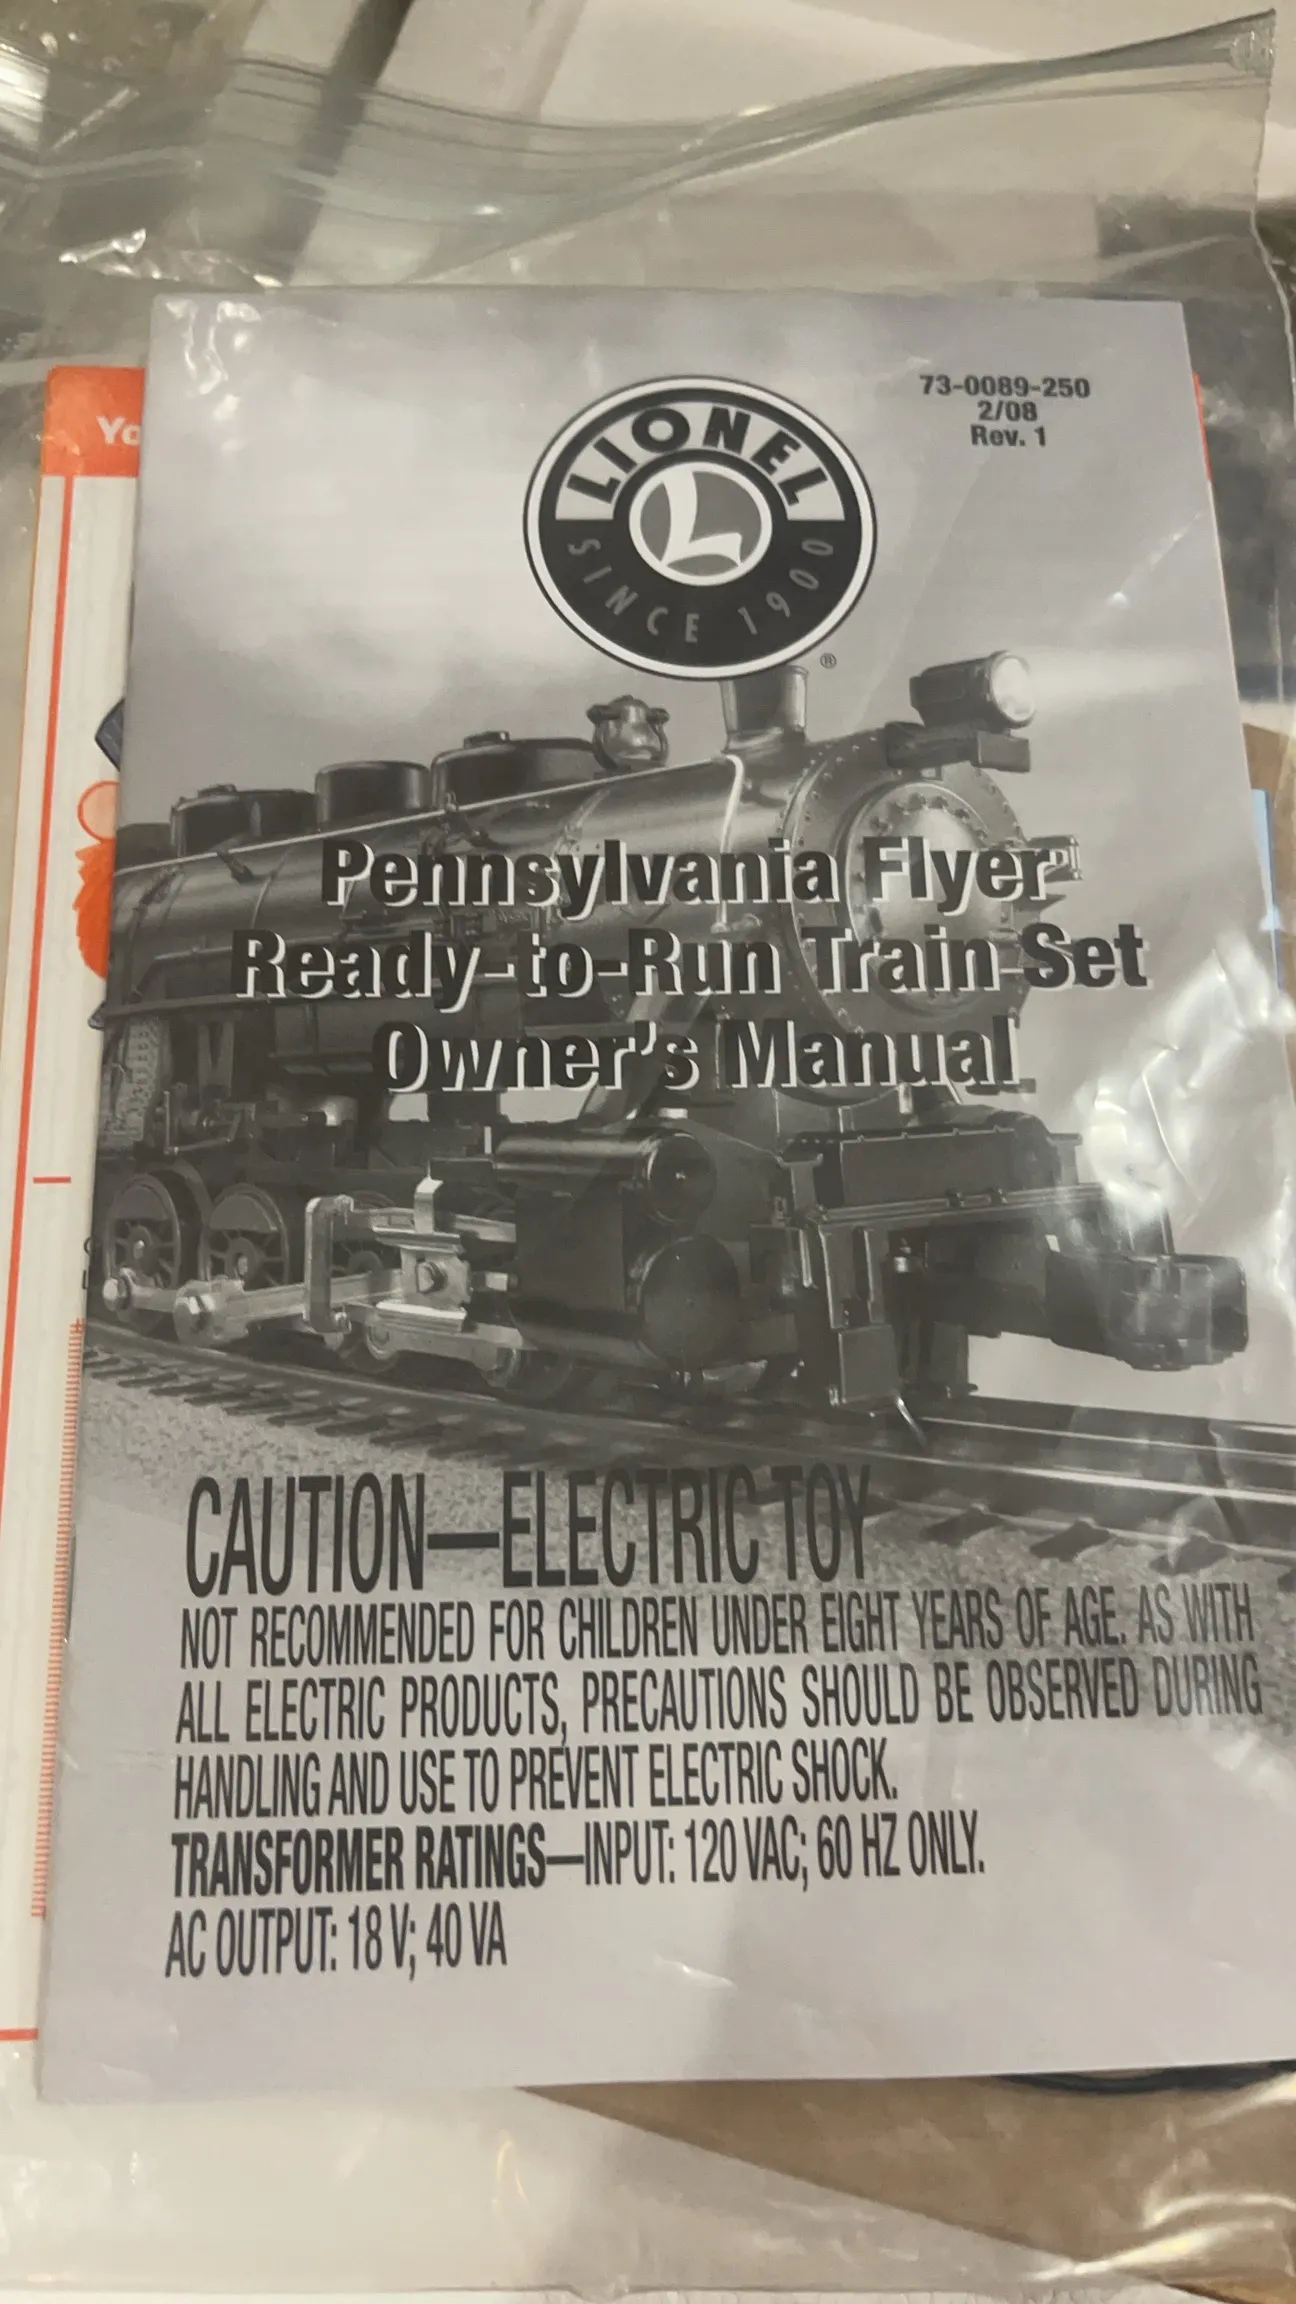 73-0089-250
2/08
Rev. 1
LIONEL
L
SINCE 1900
®
Pennsylvania Flyer
Ready-to-Run Train Set
Owner's Manual
CAUTION—ELECTRIC TOY
NOT RECOMMENDED FOR CHILDREN UNDER EIGHT YEARS OF AGE. AS WITH
ALL ELECTRIC PRODUCTS, PRECAUTIONS SHOULD BE OBSERVED DURING
HANDLING AND USE TO PREVENT ELECTRIC SHOCK.
TRANSFORMER RATINGS—INPUT: 120 VAC; 60 HZ ONLY.
AC OUTPUT: 18 V; 40 VA